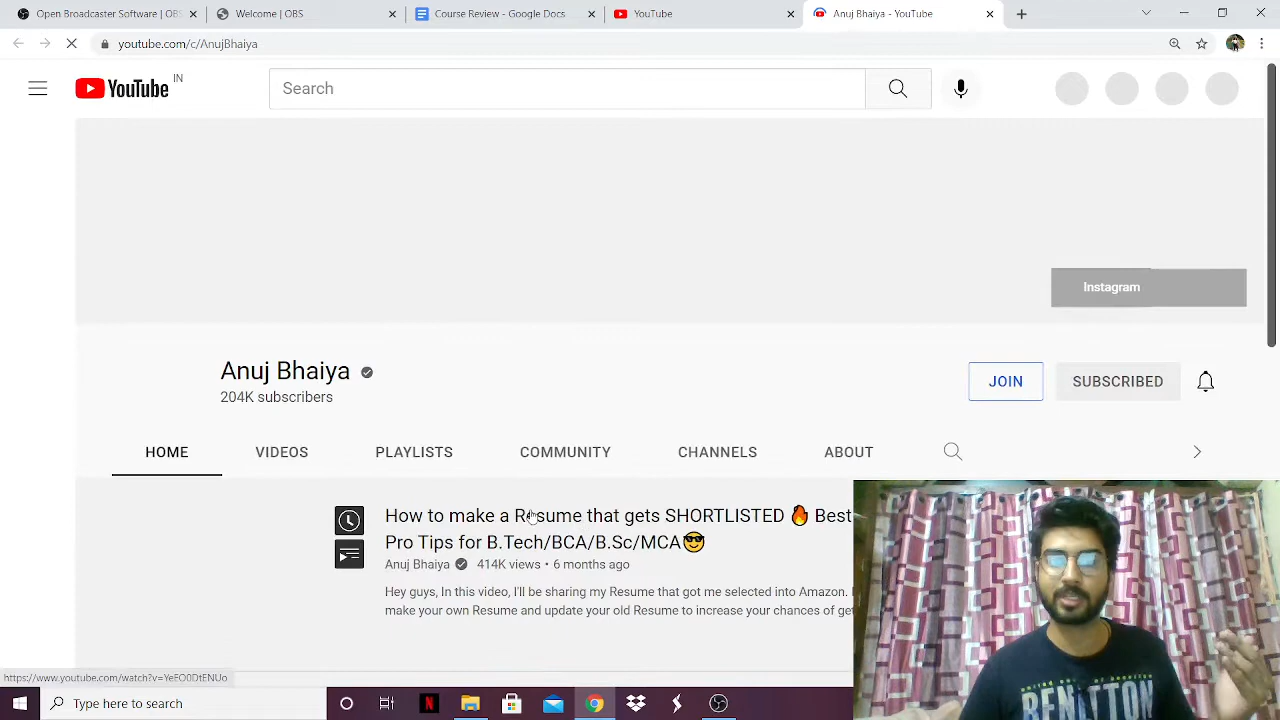 Open Broadcaster Software | OBS
Welcome | OBS
Course Review - Google Docs
YouTube
Anuj Bhaiya - YouTube
youtube.com/c/AnujBhaiya
YouTube IN
Search
Instagram
Anuj Bhaiya
204K subscribers
JOIN
SUBSCRIBED
HOME
VIDEOS
PLAYLISTS
COMMUNITY
CHANNELS
ABOUT
How to make a Resume that gets SHORTLISTED 🔥 Best
Pro Tips for B.Tech/BCA/B.Sc/MCA😎
Anuj Bhaiya 414K views • 6 months ago
Hey guys, In this video, I'll be sharing my Resume that got me selected into Amazon.
make your own Resume and update your old Resume to increase your chances of get
https://www.youtube.com/watch?v=YeEO0DtENUo
Type here to search
BENETTON